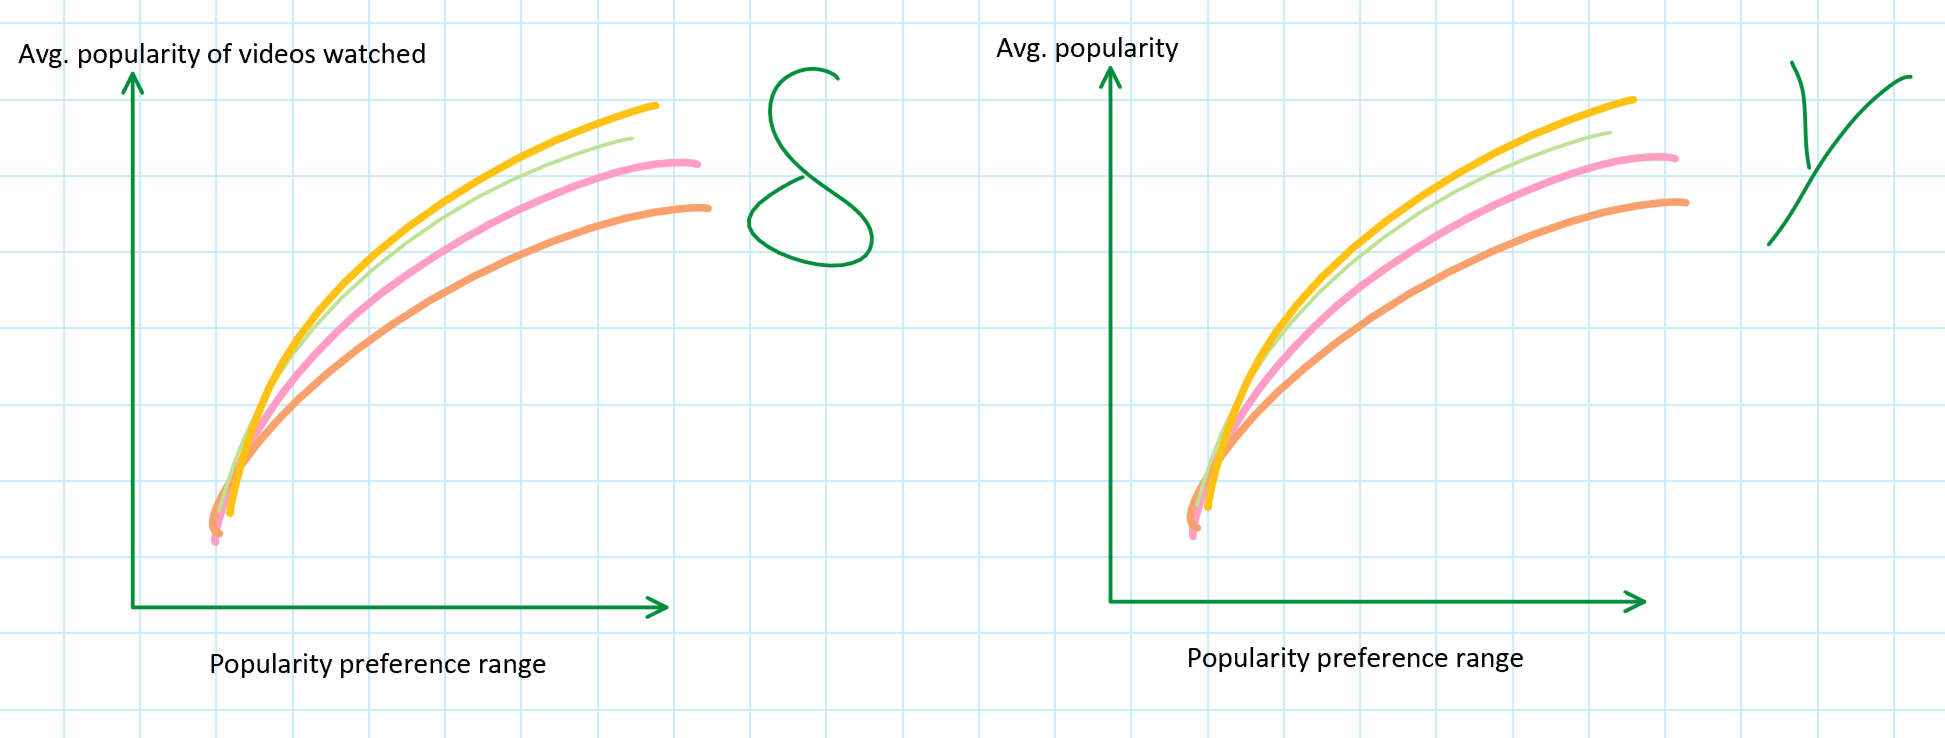 Avg. popularity of videos watched
Popularity preference range
Avg. popularity
Popularity preference range